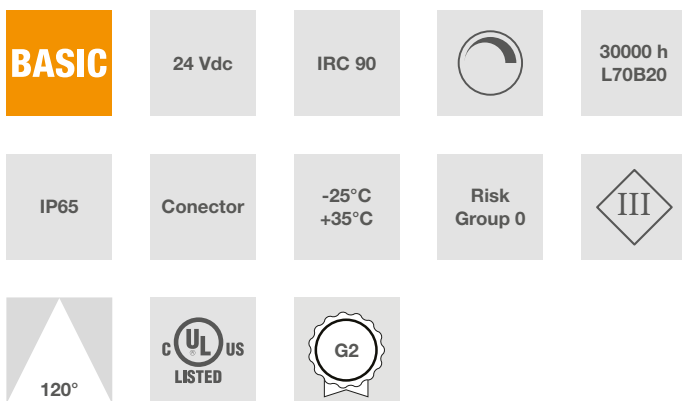 BASIC
24 Vdc
IRC 90
30000 h
L70B20
IP65
Conector
-25°C
+35°C
Risk
Group 0
III
120°
C UL ® US
LISTED
G2